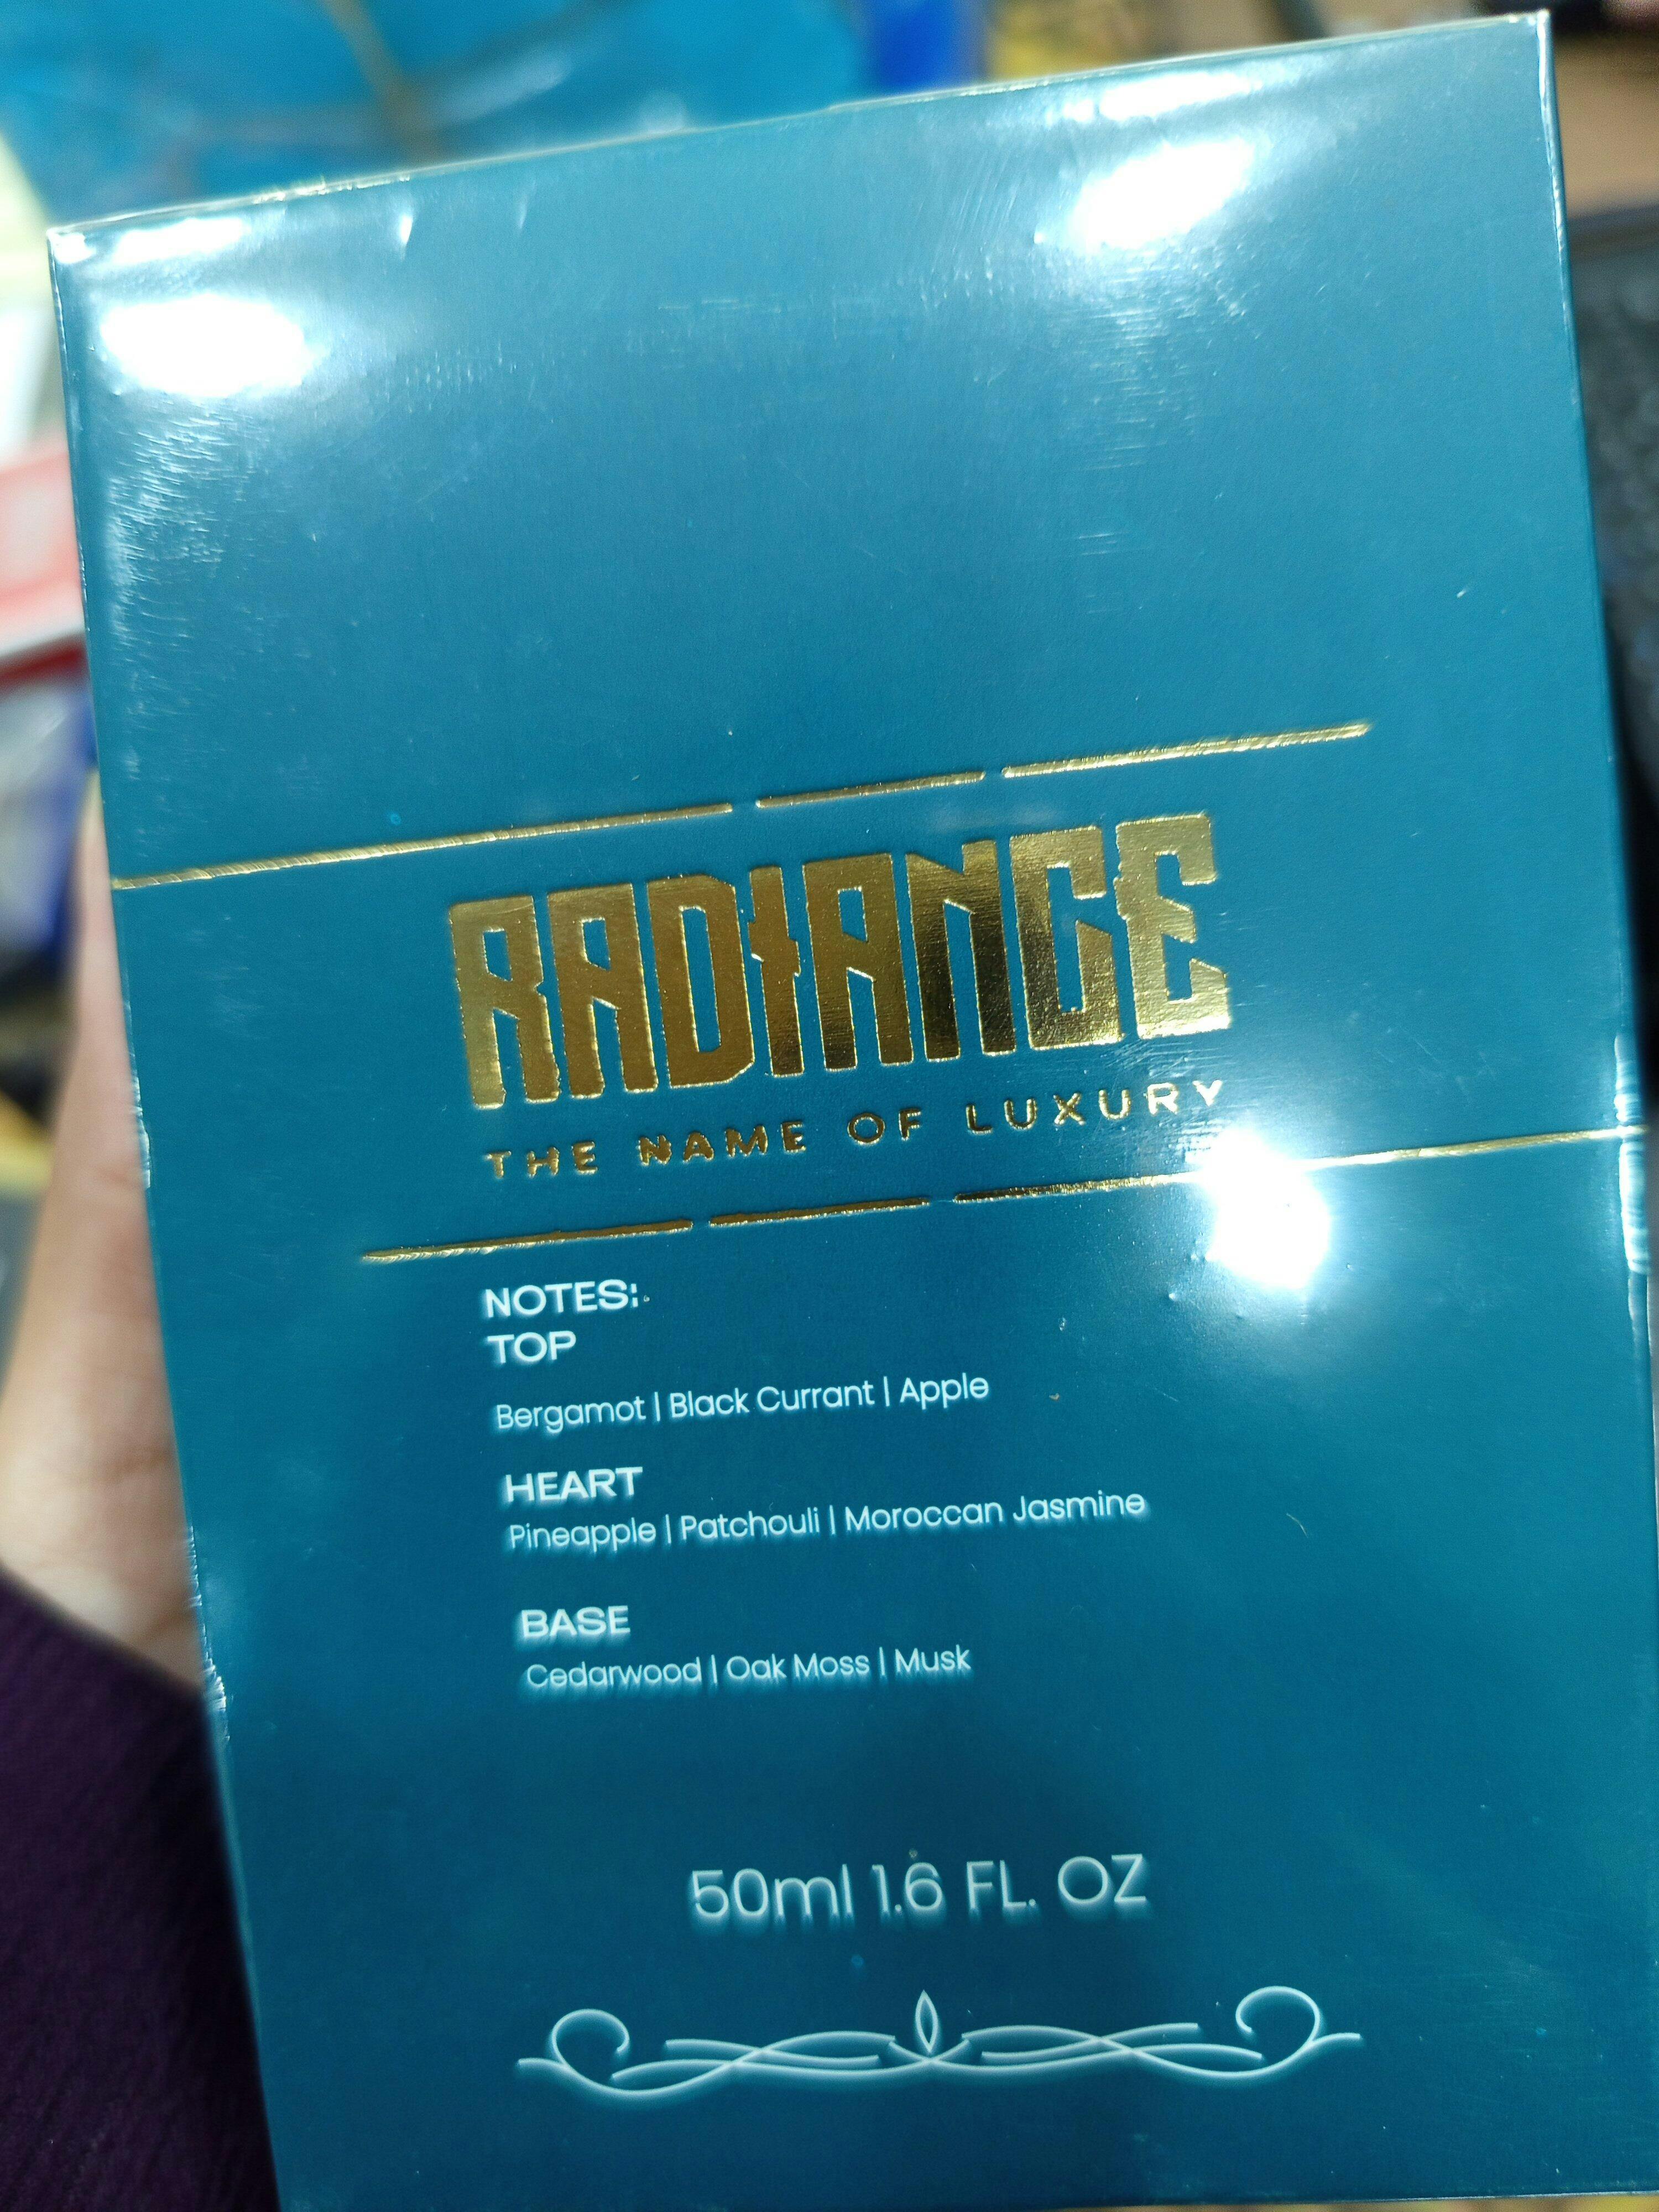 RADIANCE
THE NAME OF LUXURY
NOTES:
TOP
Bergamot | Black Currant | Apple
HEART
Pineapple | Patchouli | Moroccan Jasmine
BASE
Cedarwood | Oak Moss | Musk
50ml 1.6 FL. OZ